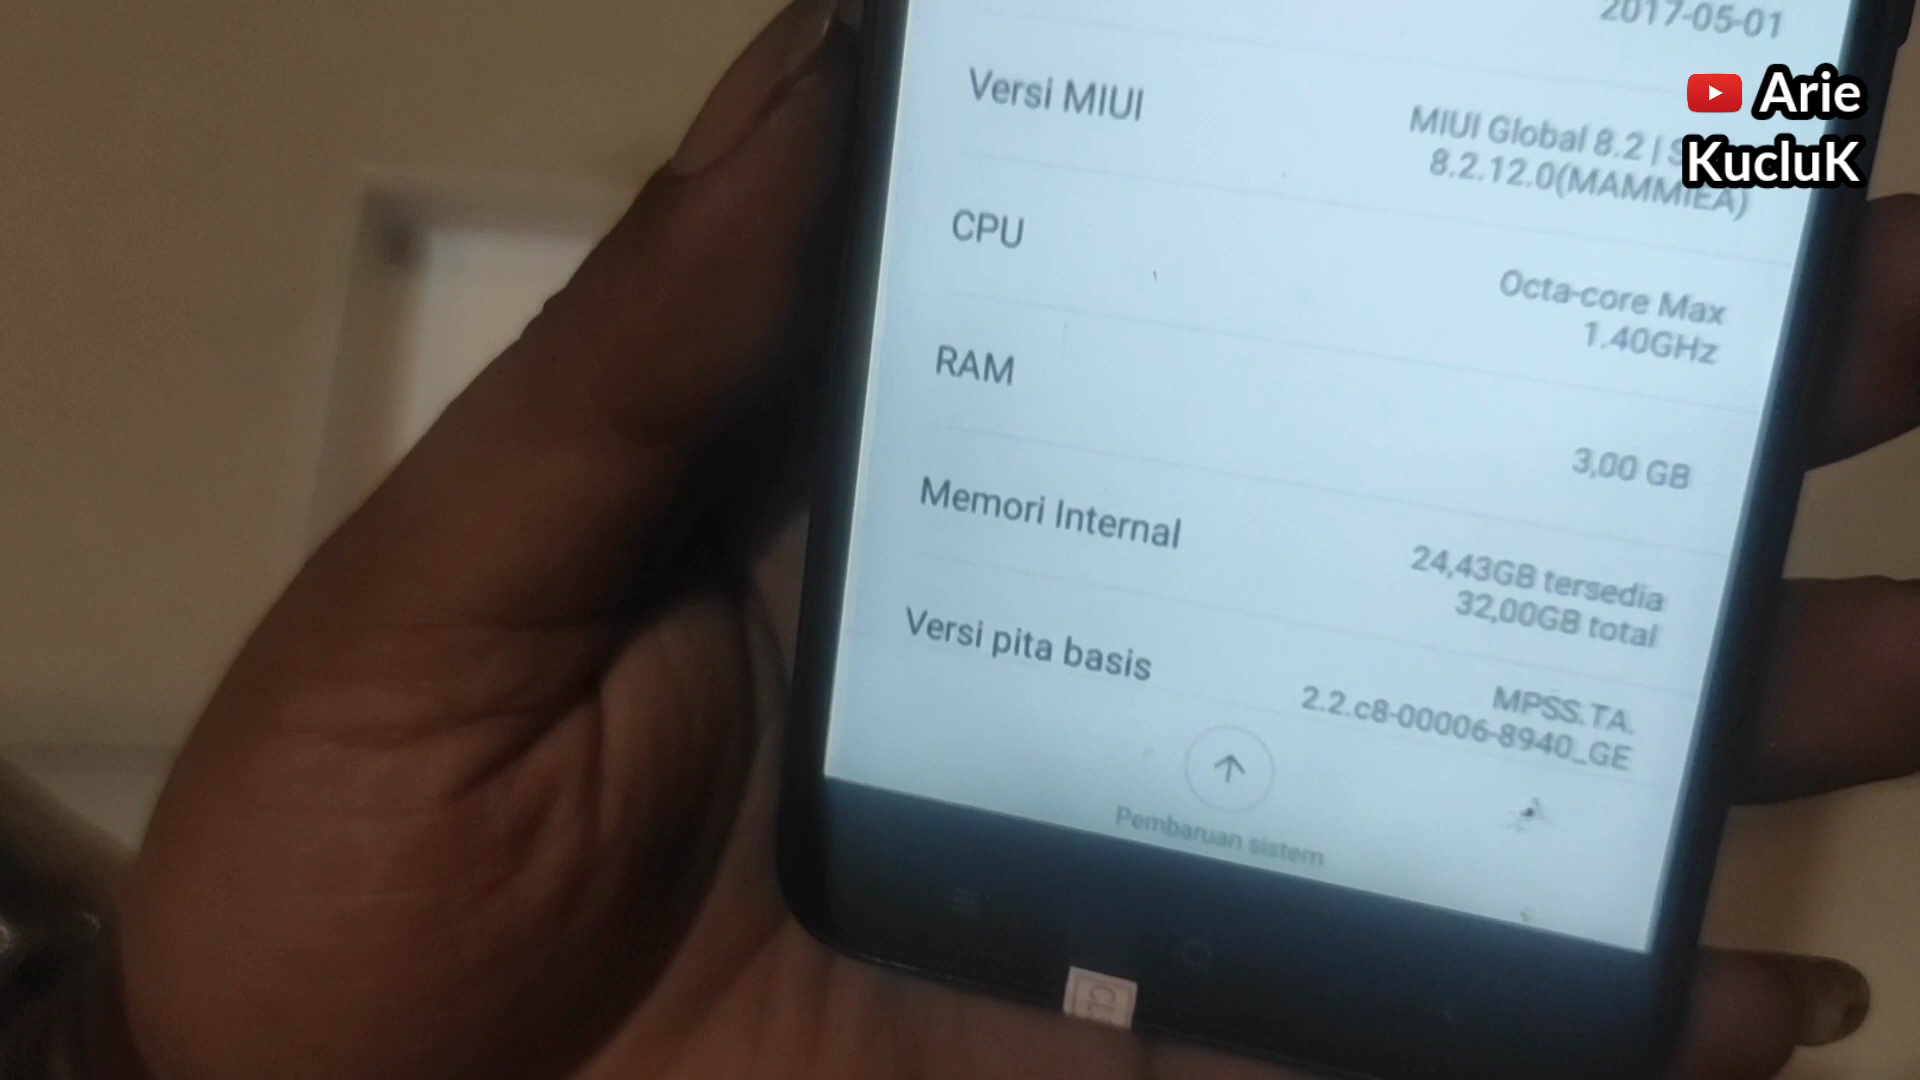 2017-05-01
Arie
KucluK
Versi MIUI
MIUI Global 8.2 |
8.2.12.0(MAMMIEA)
CPU
Octa-core Max
1.40GHz
RAM
3,00 GB
Memori Internal
24,43GB tersedia
32,00GB total
Versi pita basis
MPSS.TA.
2.2.c8-00006-8940_GE
Pembaruan sistem